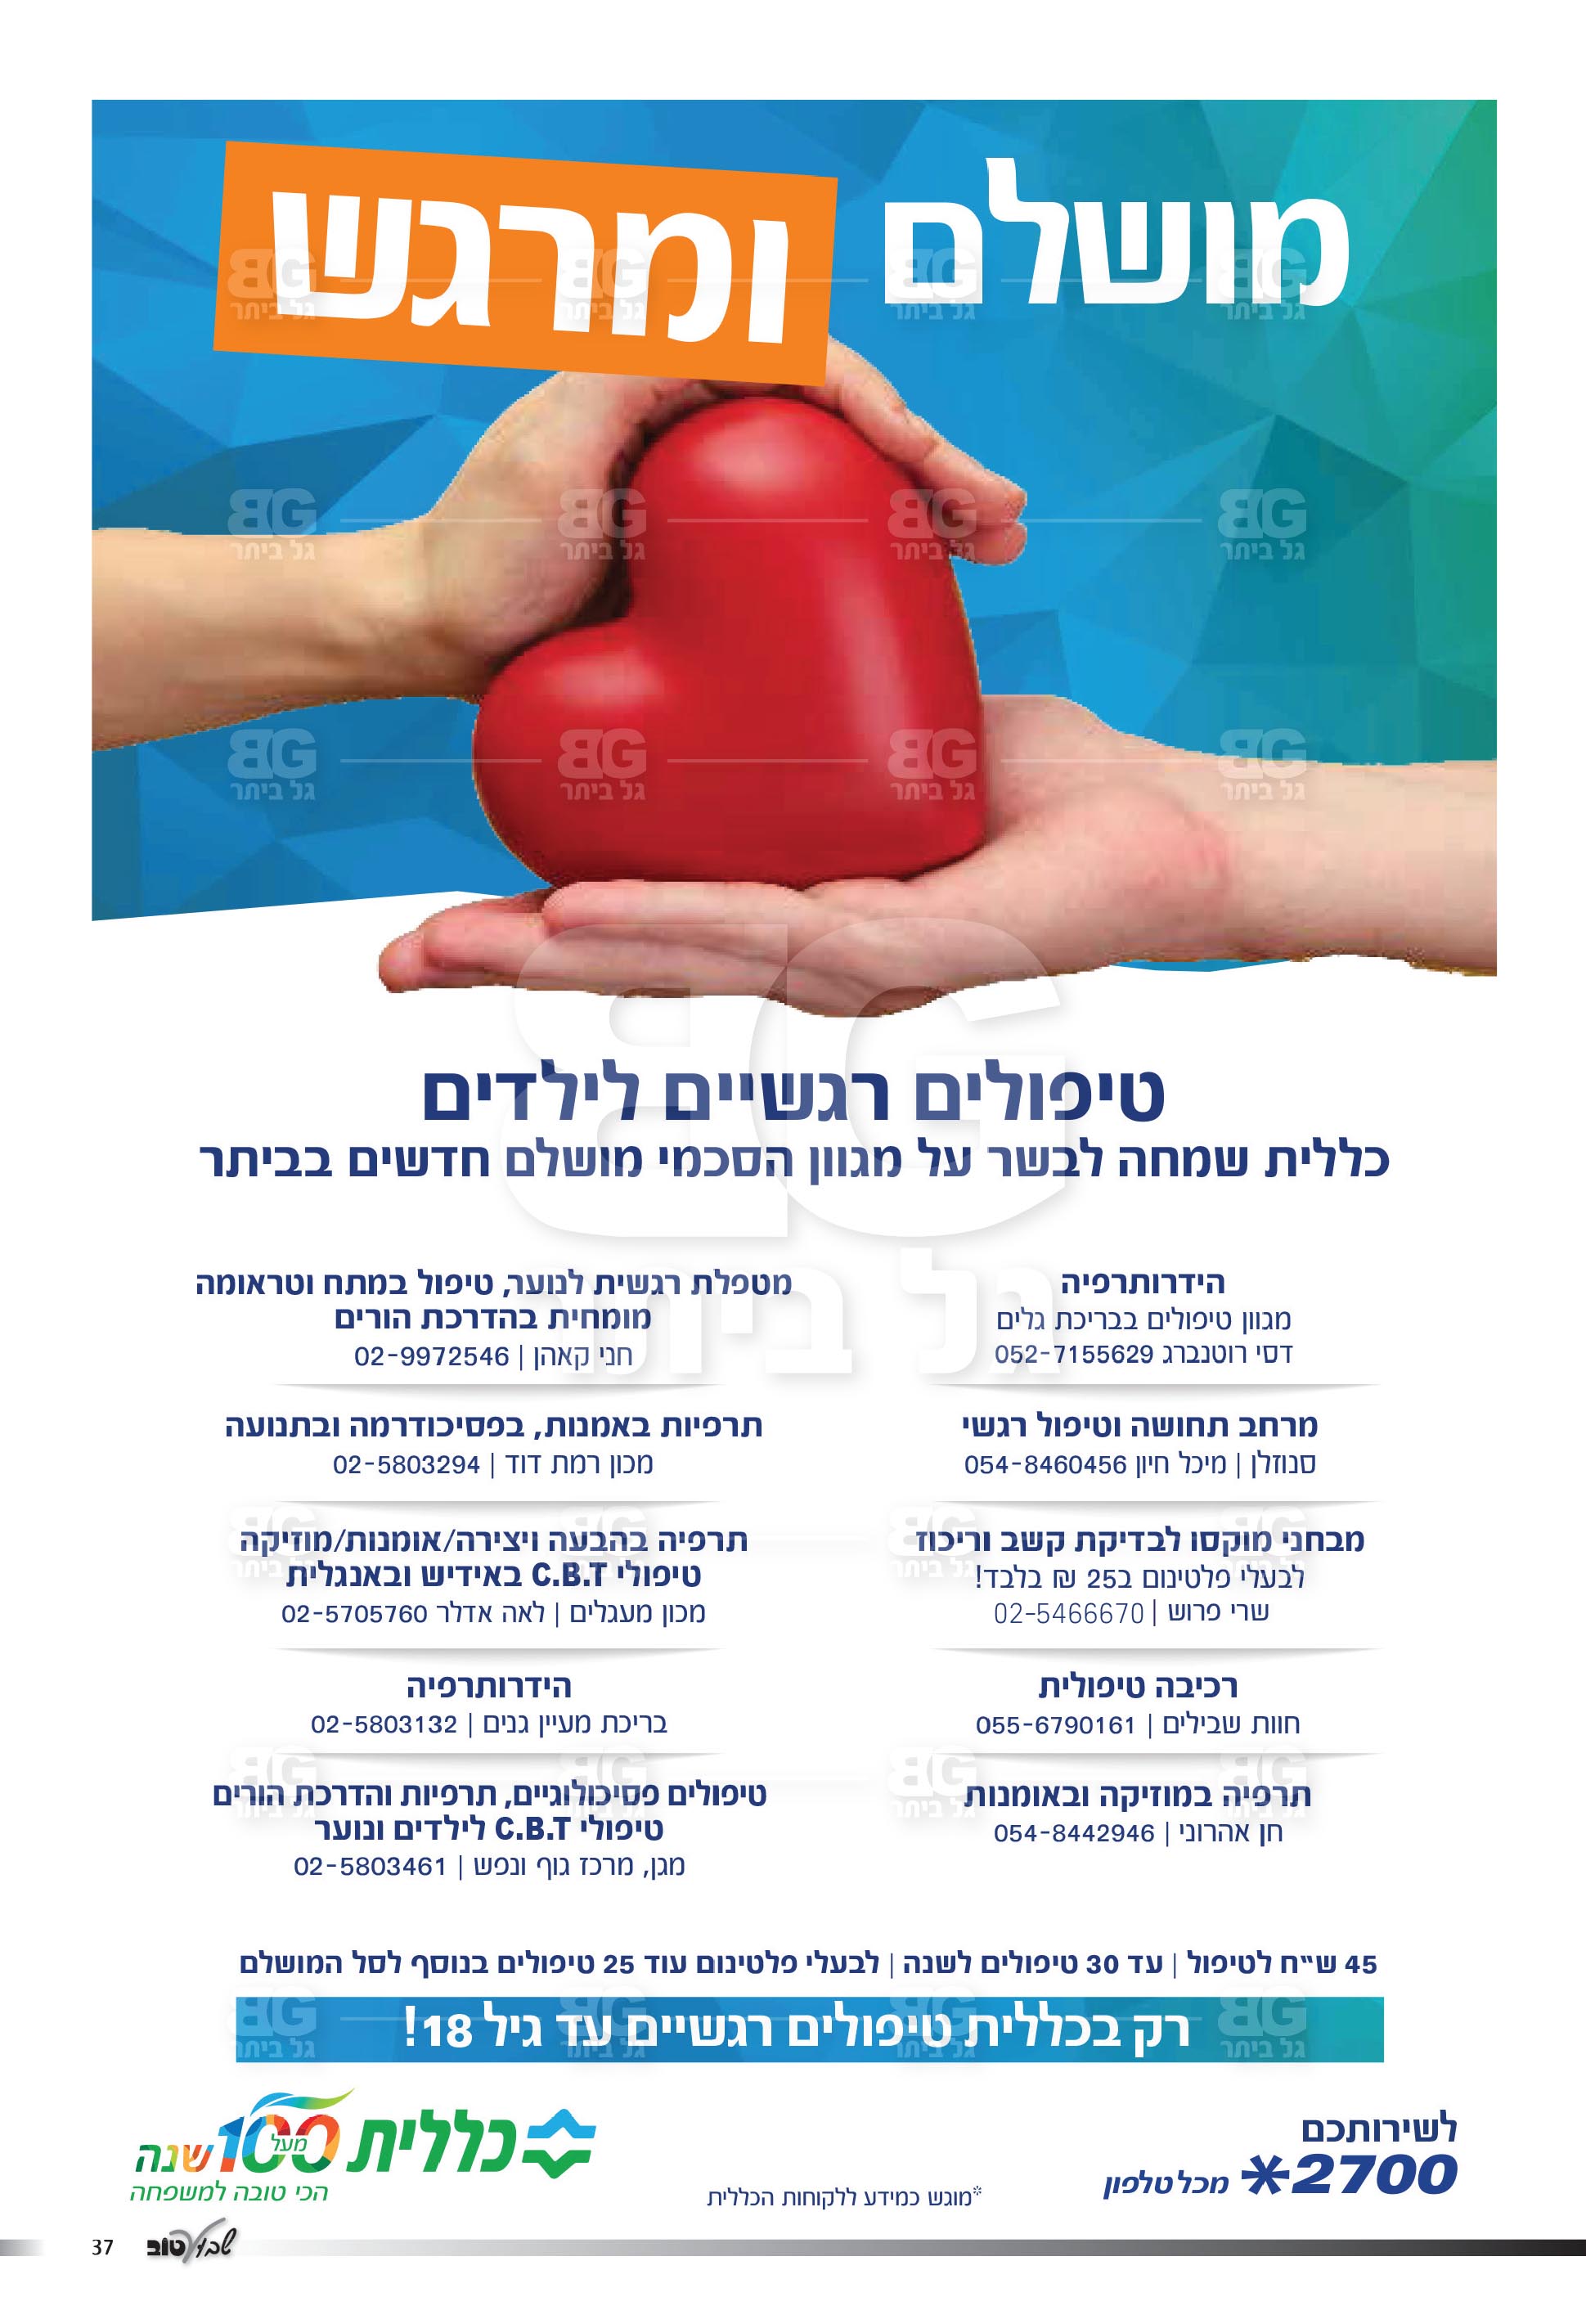 מושלם ומרגש
טיפולים רגשיים לילדים
כללית שמחה לבשר על מגוון הסכמי מושלם חדשים בביתר
הידרותרפיה
מגוון טיפולים בבריכת גלים
דסי רוטנברג 052-7155629
מרחב תחושה וטיפול רגשי
סנוזלן | מיכל חיון 054-8460456
מבחני מוקסו לבדיקת קשב וריכוז
לבעלי פלטינום ב25 ₪ בלבד!
שרי פרוש | 02-5466670
רכיבה טיפולית
חוות שבילים | 055-6790161
תרפיה במוזיקה ובאומנות
חן אהרוני | 054-8442946
מטפלת רגשית לנוער, טיפול במתח וטראומה
מומחית בהדרכת הורים
חני קאהן | 02-9972546
תרפיות באמנות, בפסיכודרמה ובתנועה
מכון רמת דוד | 02-5803294
תרפיה בהבעה ויצירה/אומנות/מוזיקה
טיפולי C.B.T באידיש ובאנגלית
מכון מעגלים | לאה אדלר 02-5705760
הידרותרפיה
בריכת מעיין גנים | 02-5803132
טיפולים פסיכולוגיים, תרפיות והדרכת הורים
טיפולי C.B.T לילדים ונוער
מגן, מרכז גוף ונפש | 02-5803461
45 ש"ח לטיפול | עד 30 טיפולים לשנה | לבעלי פלטינום עוד 25 טיפולים בנוסף לסל המושלם
רק בכללית טיפולים רגשיים עד גיל 18!
לשירותכם
2700* מכל טלפון
*מוגש כמידע ללקוחות הכללית
כללית מעל 100 שנה
הכי טובה למשפחה
שבוע טוב
37
BG
גל ביתר